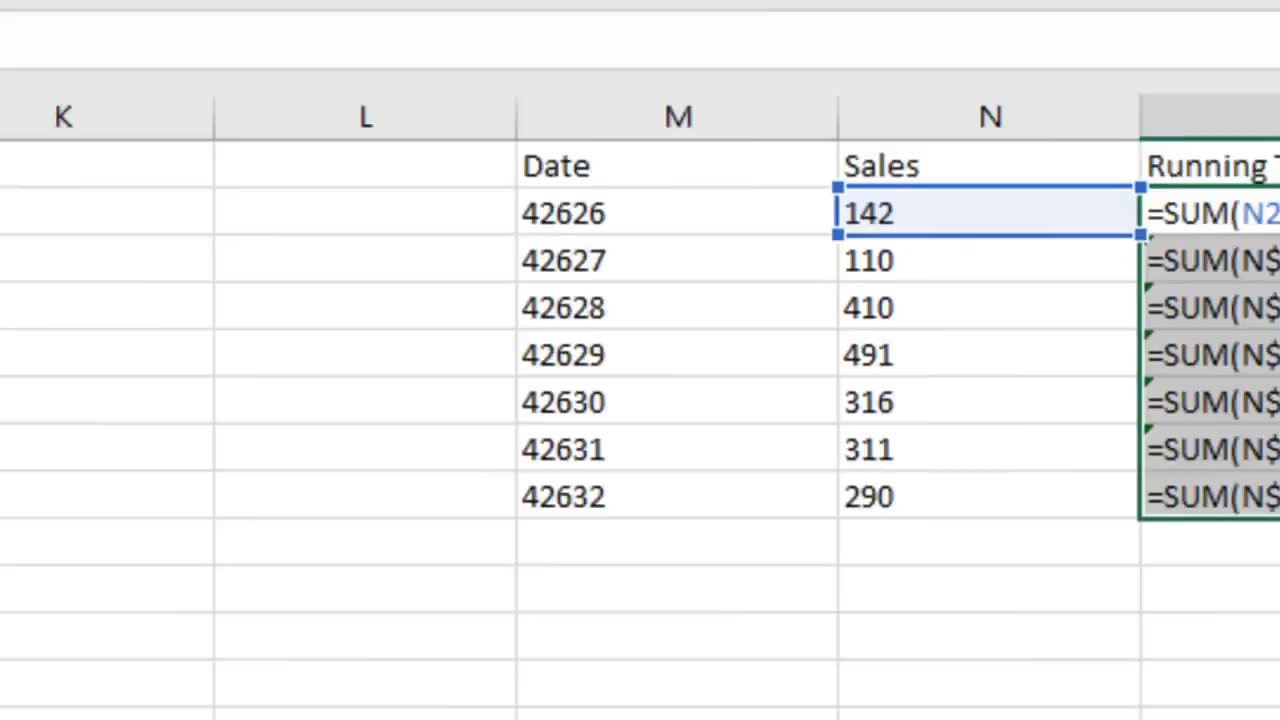 K L M N
Date Sales Running
42626 142 =SUM(N2
42627 110 =SUM(N$
42628 410 =SUM(N$
42629 491 =SUM(N$
42630 316 =SUM(N$
42631 311 =SUM(N$
42632 290 =SUM(N$